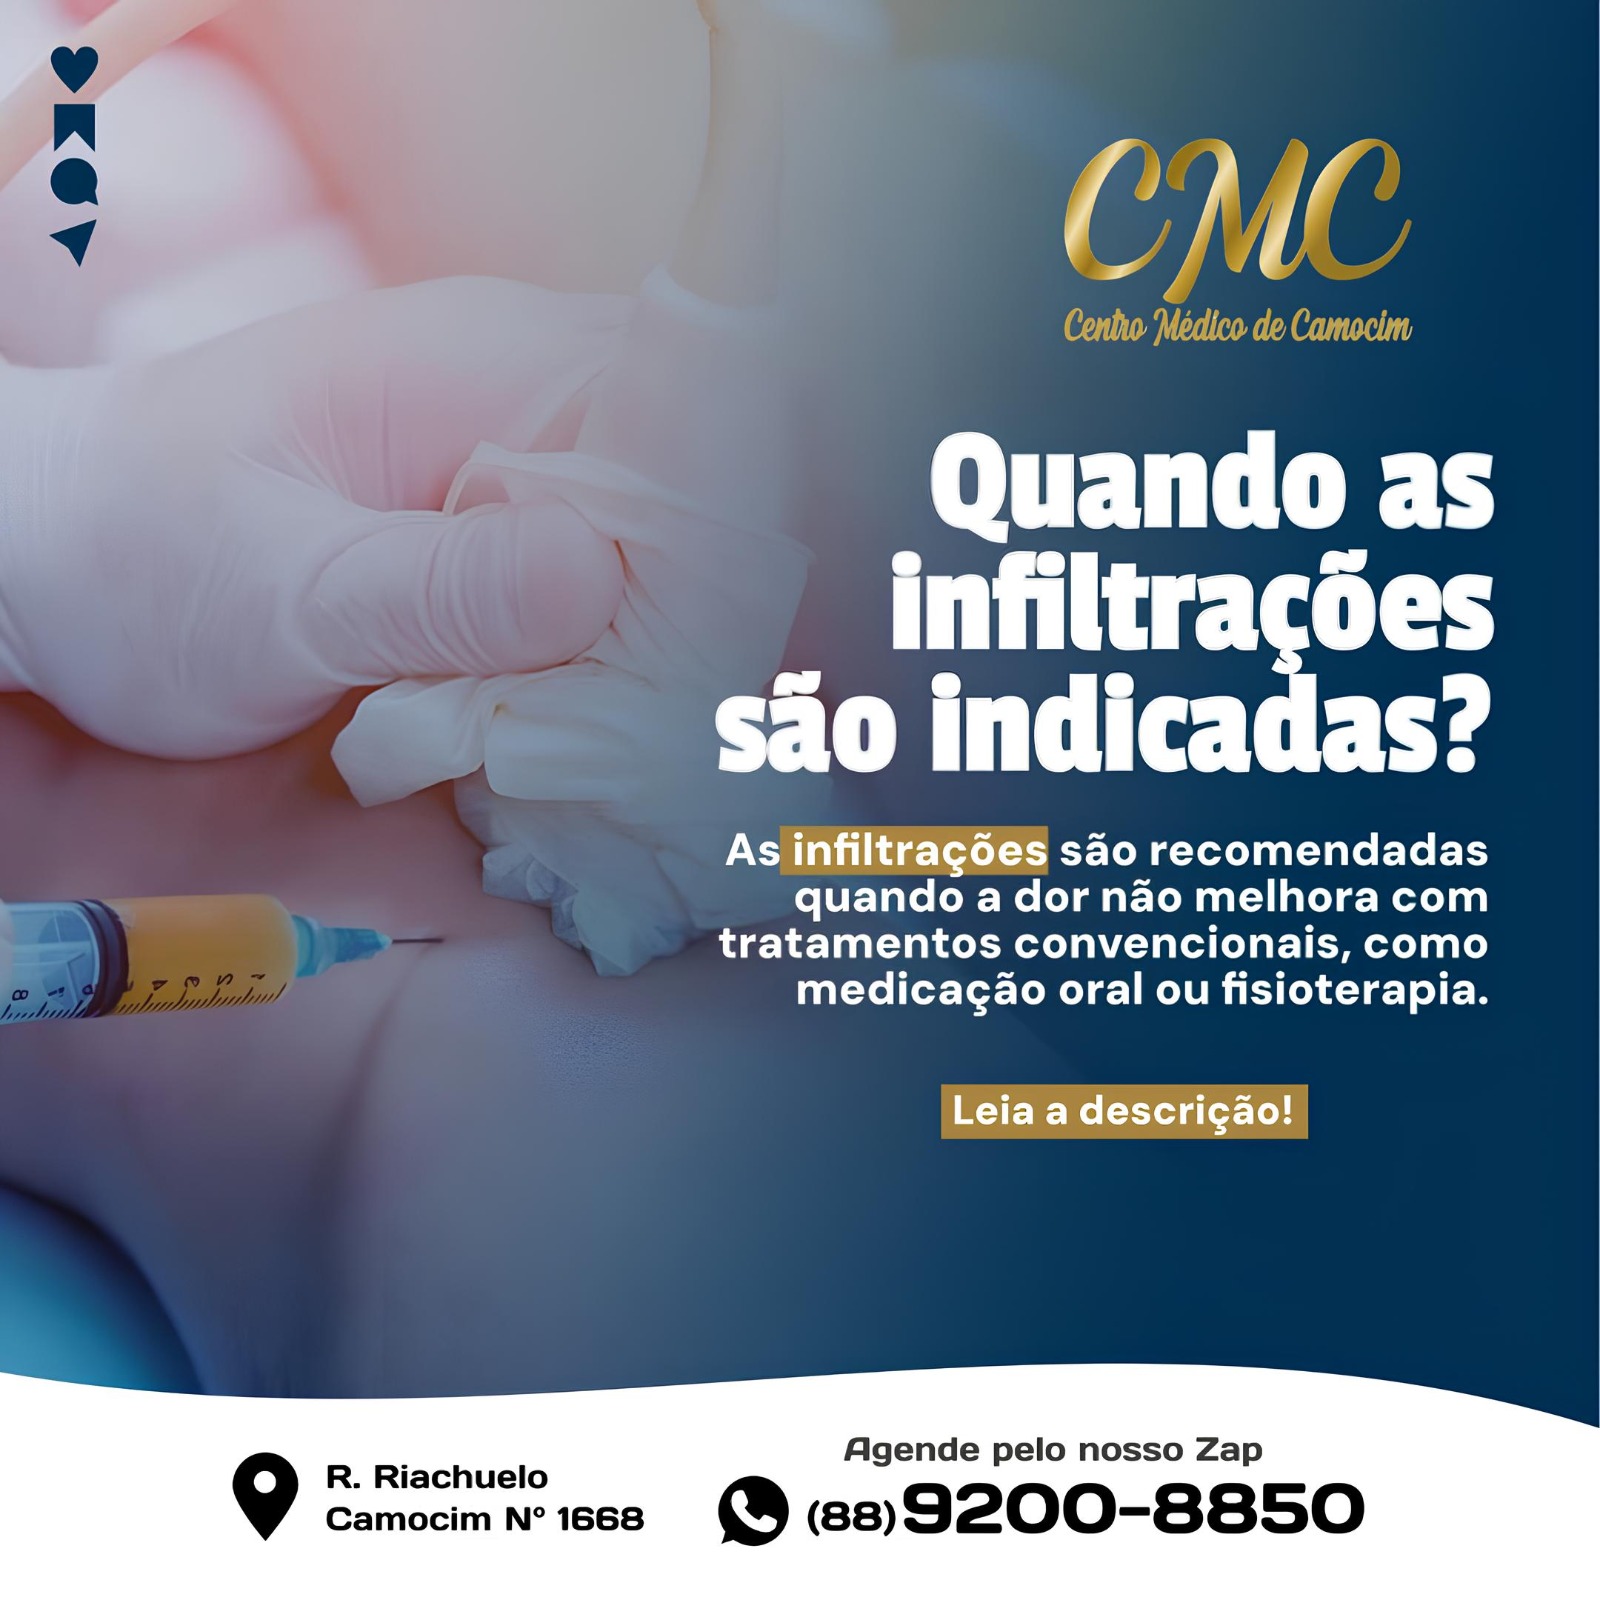 CMC
Centro Médico de Camocim
Quando as
infiltrações
são indicadas?
As infiltrações são recomendadas
quando a dor não melhora com
tratamentos convencionais, como
medicação oral ou fisioterapia.
Leia a descrição!
R. Riachuelo
Camocim Nº 1668
Agende pelo nosso Zap
(88) 9200-8850